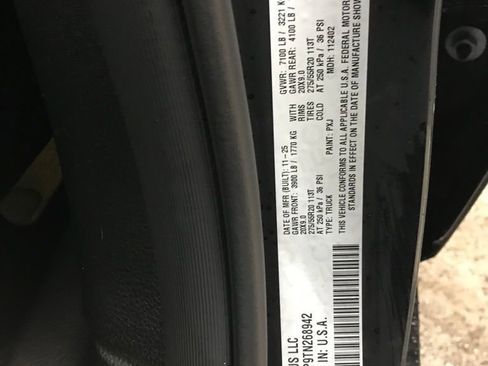 US LLC
P9TN268942
IN: U.S.A.
DATE OF MFR (BUILT): 11-25 GVWR: 7100 LB / 3221 K
GAWR FRONT: 3900 LB / 1770 KG WITH GAWR REAR: 4100 LB /
20X9.0 RIMS 20X9.0
275/55R20 113T TIRES 275/55R20 113T
AT 250 kPa / 36 PSI COLD AT 250 kPa / 36 PSI
TYPE: TRUCK PAINT: PXJ MDH: 112402
THIS VEHICLE CONFORMS TO ALL APPLICABLE U.S.A. FEDERAL MOTOR
STANDARDS IN EFFECT ON THE DATE OF MANUFACTURE SHOW